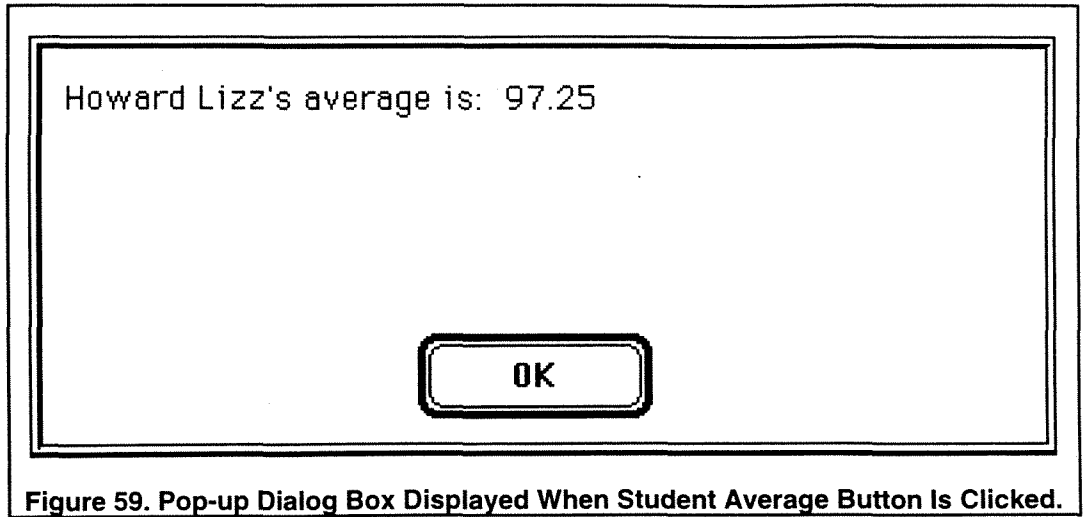 Howard Lizz's average is: 97.25
OK
Figure 59. Pop-up Dialog Box Displayed When Student Average Button Is Clicked.